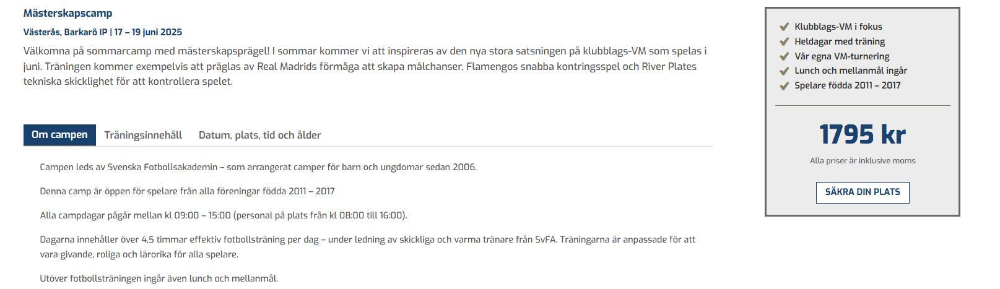 Mästerskapscamp
Västerås, Barkarö IP | 17 – 19 juni 2025
Välkomna på sommarcamp med mästerskapsprägel! I sommar kommer vi att inspireras av den nya stora satsningen på klubblags-VM som spelas i
juni. Träningen kommer exempelvis att präglas av Real Madrids förmåga att skapa målchanser, Flamengos snabba kontringsspel och River Plates
tekniska skicklighet för att kontrollera spelet.
Om campen
Träningsinnehåll
Datum, plats, tid och ålder
Campen leds av Svenska Fotbollsakademin – som arrangerat camper för barn och ungdomar sedan 2006.
Denna camp är öppen för spelare från alla föreningar födda 2011 – 2017
Alla campdagar pågår mellan kl 09:00 – 15:00 (personal på plats från kl 08:00 till 16:00).
Dagarna innehåller över 4,5 timmar effektiv fotbollsträning per dag – under ledning av skickliga och varma tränare från SvFA. Träningarna är anpassade för att
vara givande, roliga och lärorika för alla spelare.
Utöver fotbollsträningen ingår även lunch och mellanmål.
Klubblags-VM i fokus
Heldagar med träning
Vår egna VM-turnering
Lunch och mellanmål ingår
Spelare födda 2011 – 2017
1795 kr
Alla priser är inklusive moms
SÄKRA DIN PLATS